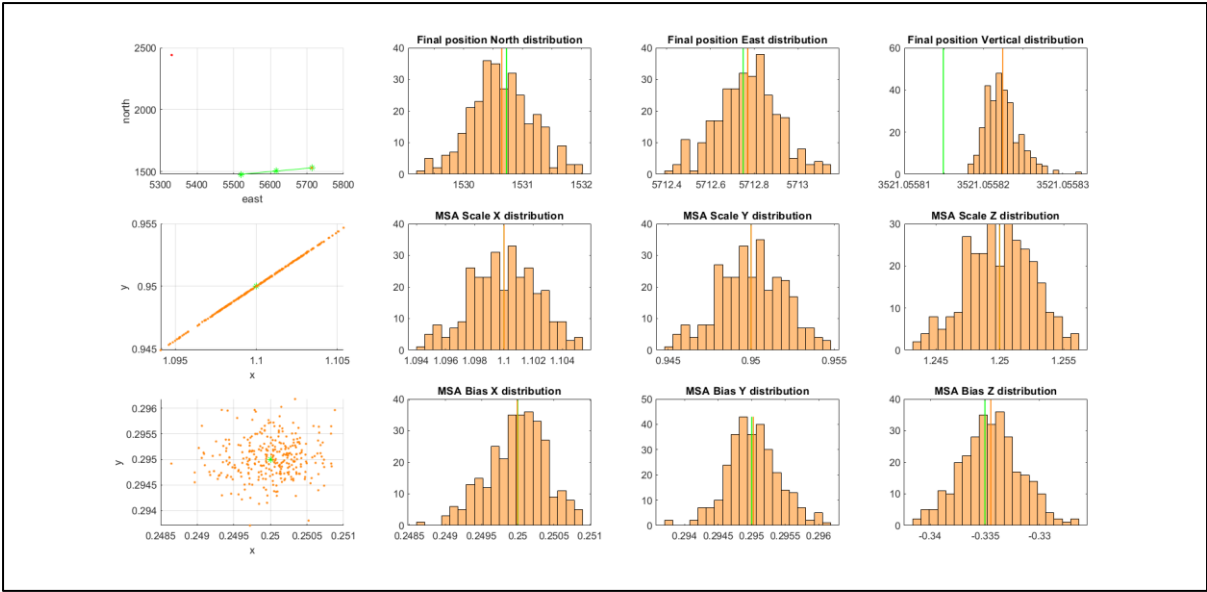 Final position North distribution
Final position East distribution
Final position Vertical distribution
2500
2000
1500
north
5300 5400 5500 5600 5700 5800
east
40
30
20
10
0
1530 1531 1532
40
30
20
10
0
5712.4 5712.6 5712.8 5713
60
40
20
0
3521.05581 3521.05582 3521.05583
MSA Scale X distribution
MSA Scale Y distribution
MSA Scale Z distribution
0.955
0.95
0.945
y
1.095 1.1 1.105
x
40
30
20
10
0
1.094 1.096 1.098 1.1 1.102 1.104
40
30
20
10
0
0.945 0.95 0.955
30
20
10
0
1.245 1.25 1.255
MSA Bias X distribution
MSA Bias Y distribution
MSA Bias Z distribution
0.296
0.2955
0.295
0.2945
0.294
y
0.2485 0.249 0.2495 0.25 0.2505 0.251
x
40
30
20
10
0
0.2485 0.249 0.2495 0.25 0.2505 0.251
50
40
30
20
10
0
0.294 0.2945 0.295 0.2955 0.296
40
30
20
10
0
-0.34 -0.335 -0.33